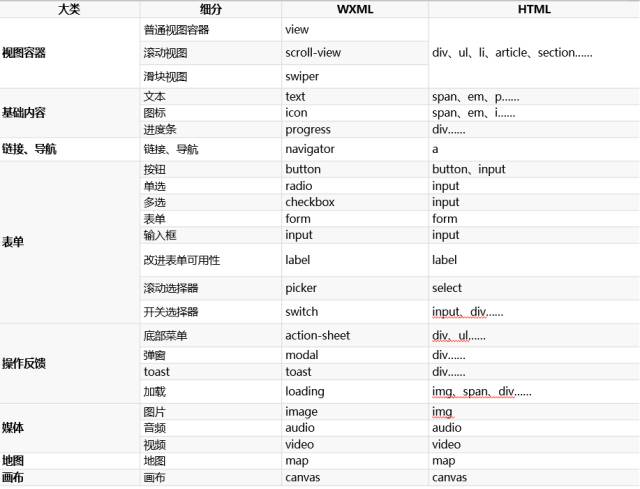 大类 细分 WXML HTML
普通视图容器 view
视图容器 滚动视图 scroll-view div、ul、li、article、section......
滑块视图 swiper
文本 text span、em、p......
基础内容 图标 icon span、em、i......
进度条 progress div......
链接、导航 链接、导航 navigator a
按钮 button button、input
单选 radio input
多选 checkbox input
表单 form form
表单 输入框 input input
改进表单可用性 label label
滚动选择器 picker select
开关选择器 switch input、div......
底部菜单 action-sheet div、ul......
操作反馈 弹窗 modal div......
toast toast div......
加载 loading img、span、div......
图片 image img
媒体 音频 audio audio
视频 video video
地图 地图 map map
画布 画布 canvas canvas